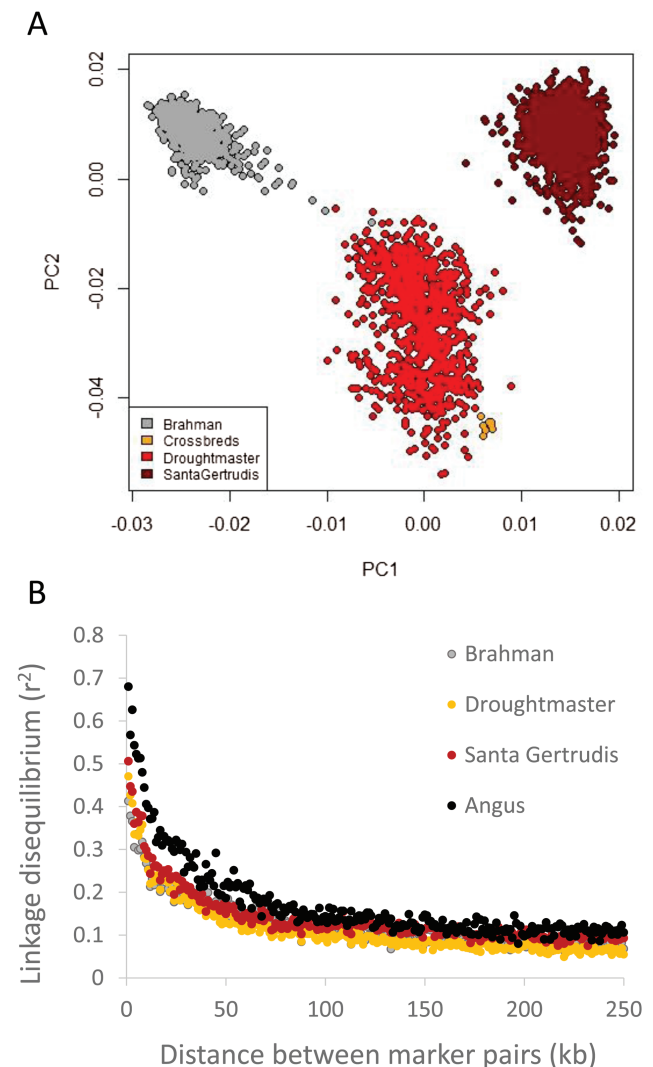 A
0.02
0.00
-0.02
-0.04
PC2
Brahman
Crossbreds
Droughtmaster
SantaGertrudis
-0.03 -0.02 -0.01 0.00 0.01 0.02
PC1
B
0.8
0.7
0.6
0.5
0.4
0.3
0.2
0.1
0
Linkage disequilibrium (r²)
Brahman
Droughtmaster
Santa Gertrudis
Angus
0 50 100 150 200 250
Distance between marker pairs (kb)